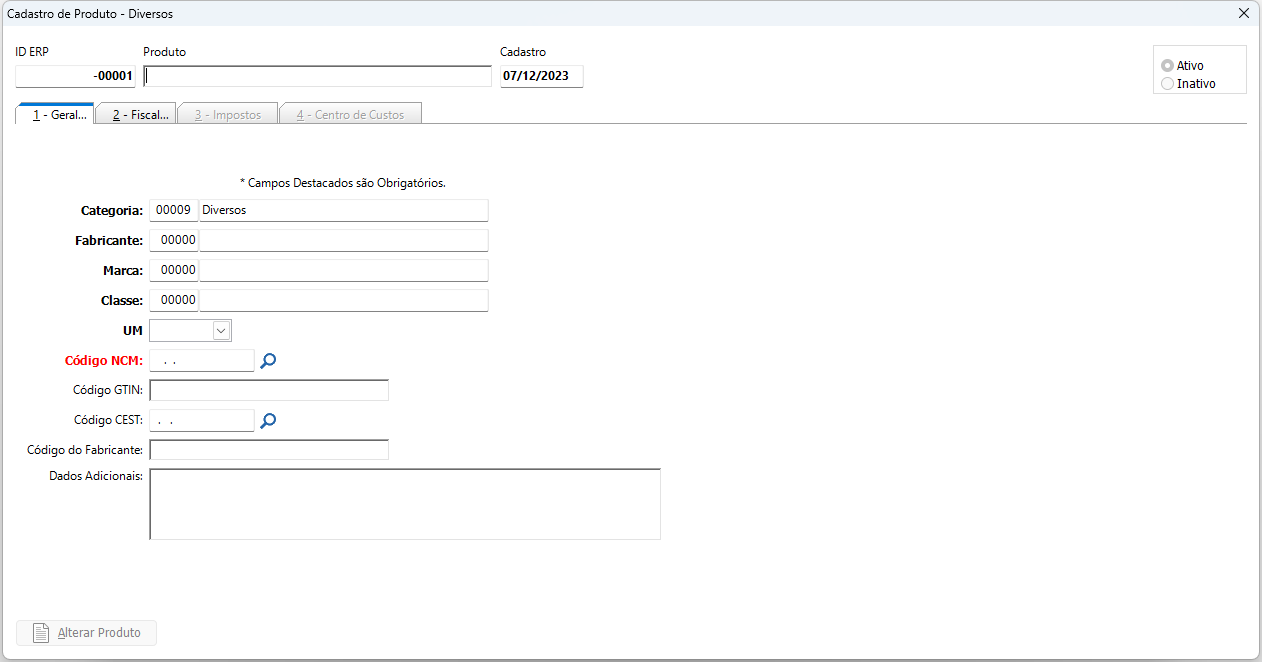 Cadastro de Produto - Diversos
ID ERP Produto Cadastro
-00001 07/12/2023
Ativo
Inativo
1 - Geral... 2 - Fiscal... 3 - Impostos 4 - Centro de Custos
* Campos Destacados são Obrigatórios.
Categoria: 00009 Diversos
Fabricante: 00000
Marca: 00000
Classe: 00000
UM
Código NCM: . .
Código GTIN:
Código CEST: . .
Código do Fabricante:
Dados Adicionais:
Alterar Produto